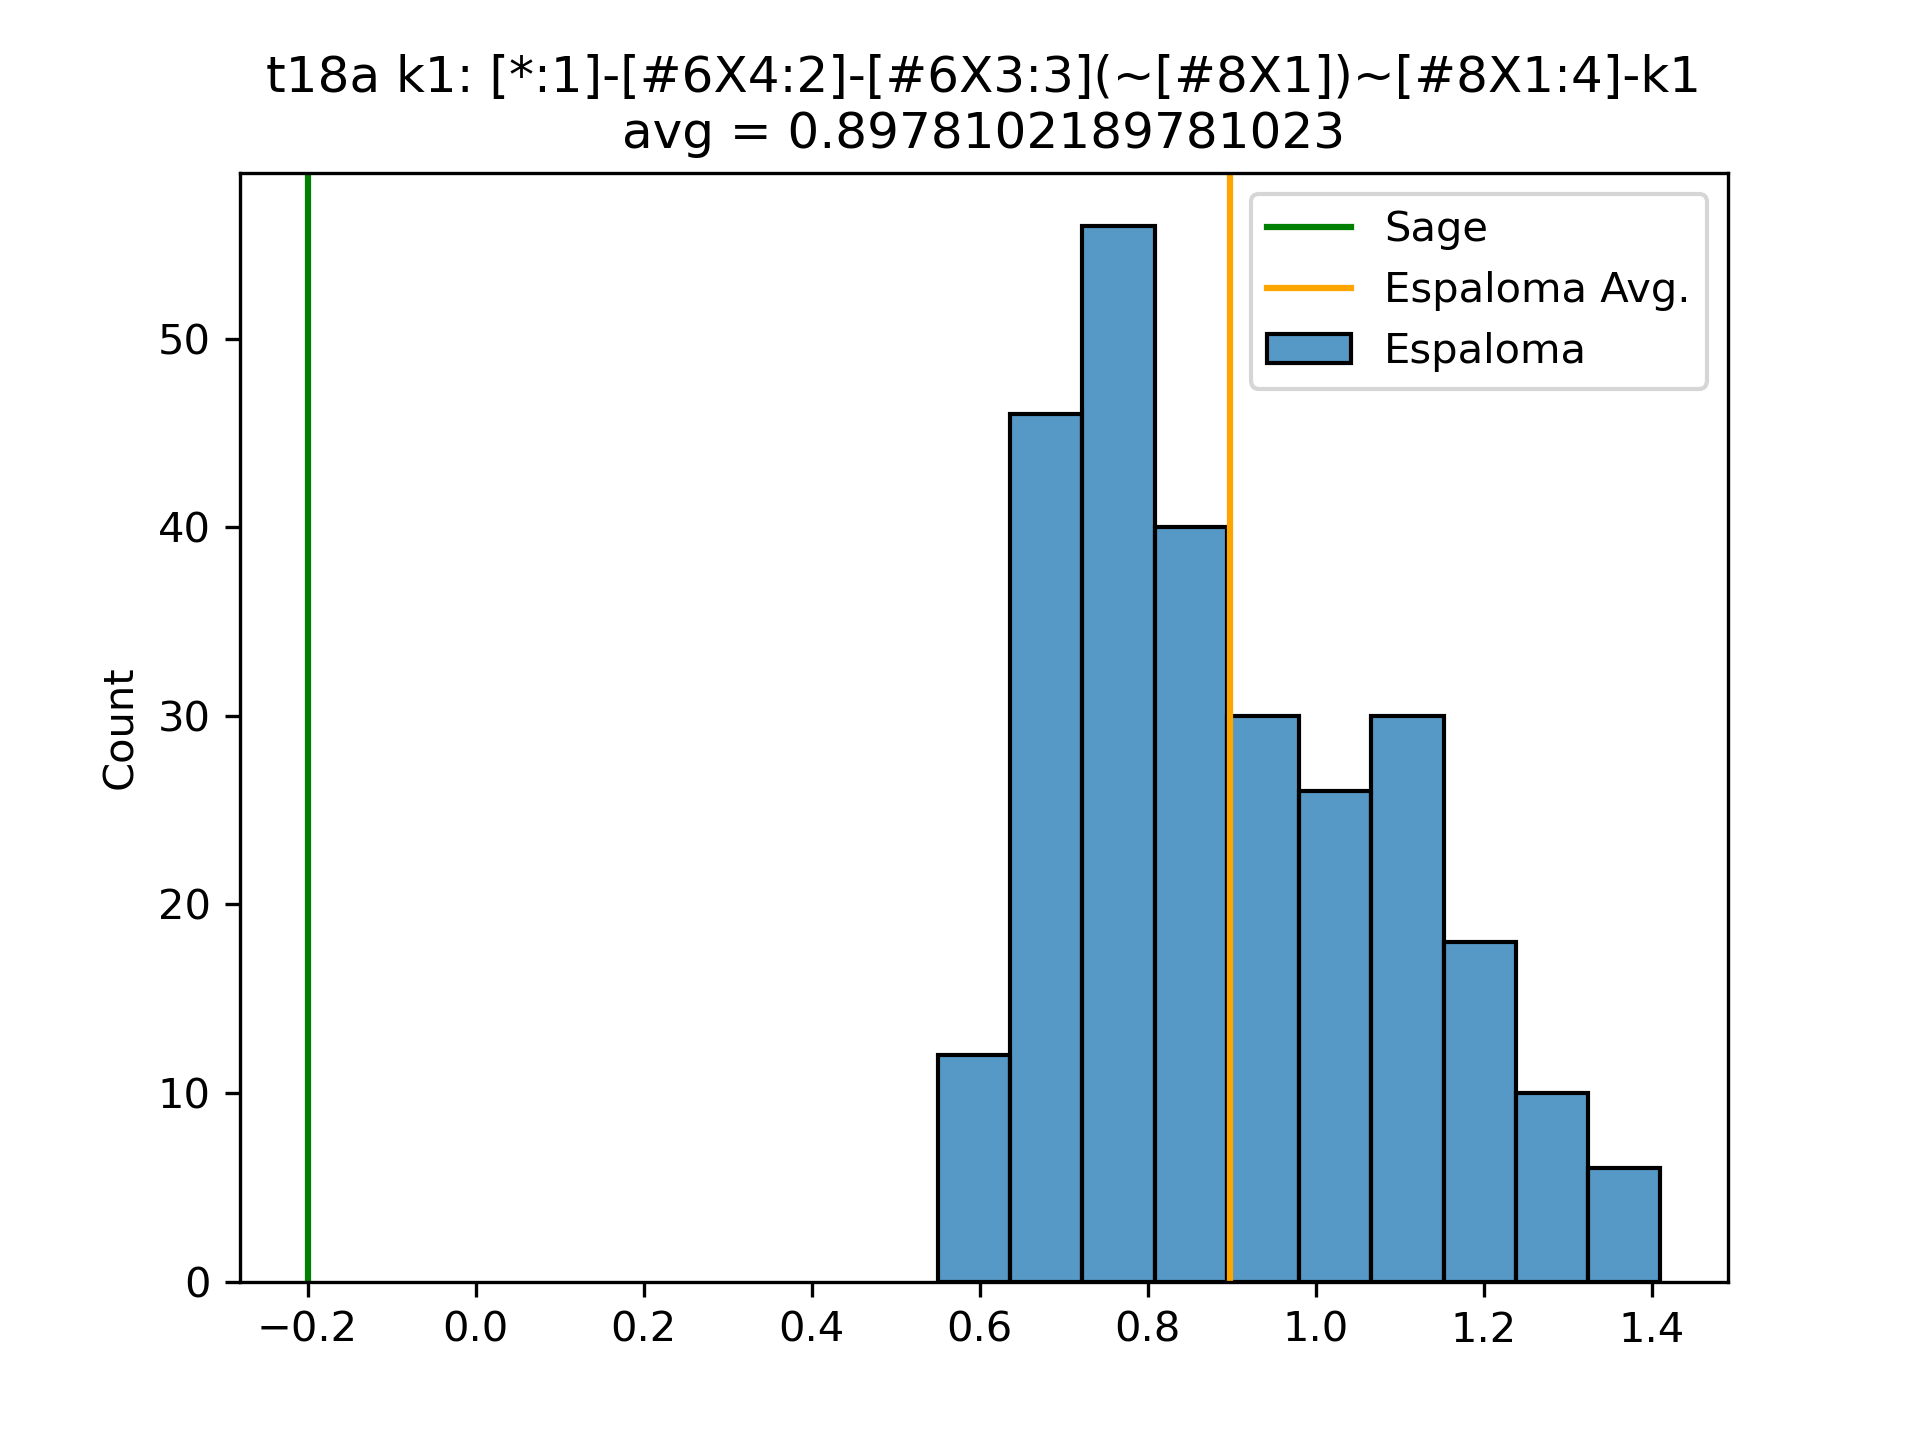 t18a k1: [*:1]-[#6X4:2]-[#6X3:3](~[#8X1])~[#8X1:4]-k1
avg = 0.8978102189781023
Sage
Espaloma Avg.
Espaloma
Count
50
40
30
20
10
0
−0.2 0.0 0.2 0.4 0.6 0.8 1.0 1.2 1.4